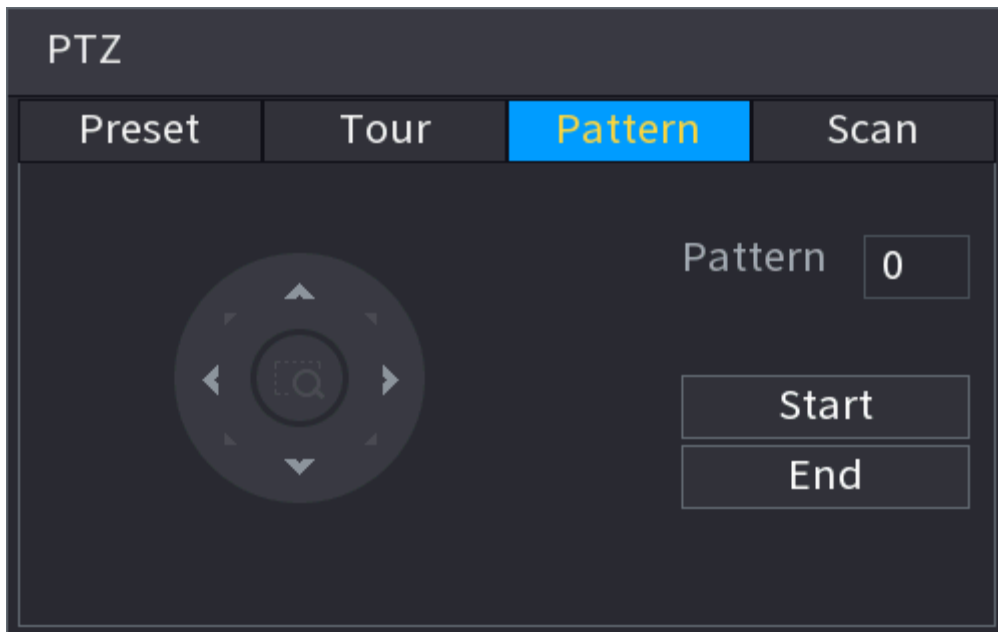 PTZ
Preset Tour Pattern Scan
Pattern 0
Start
End